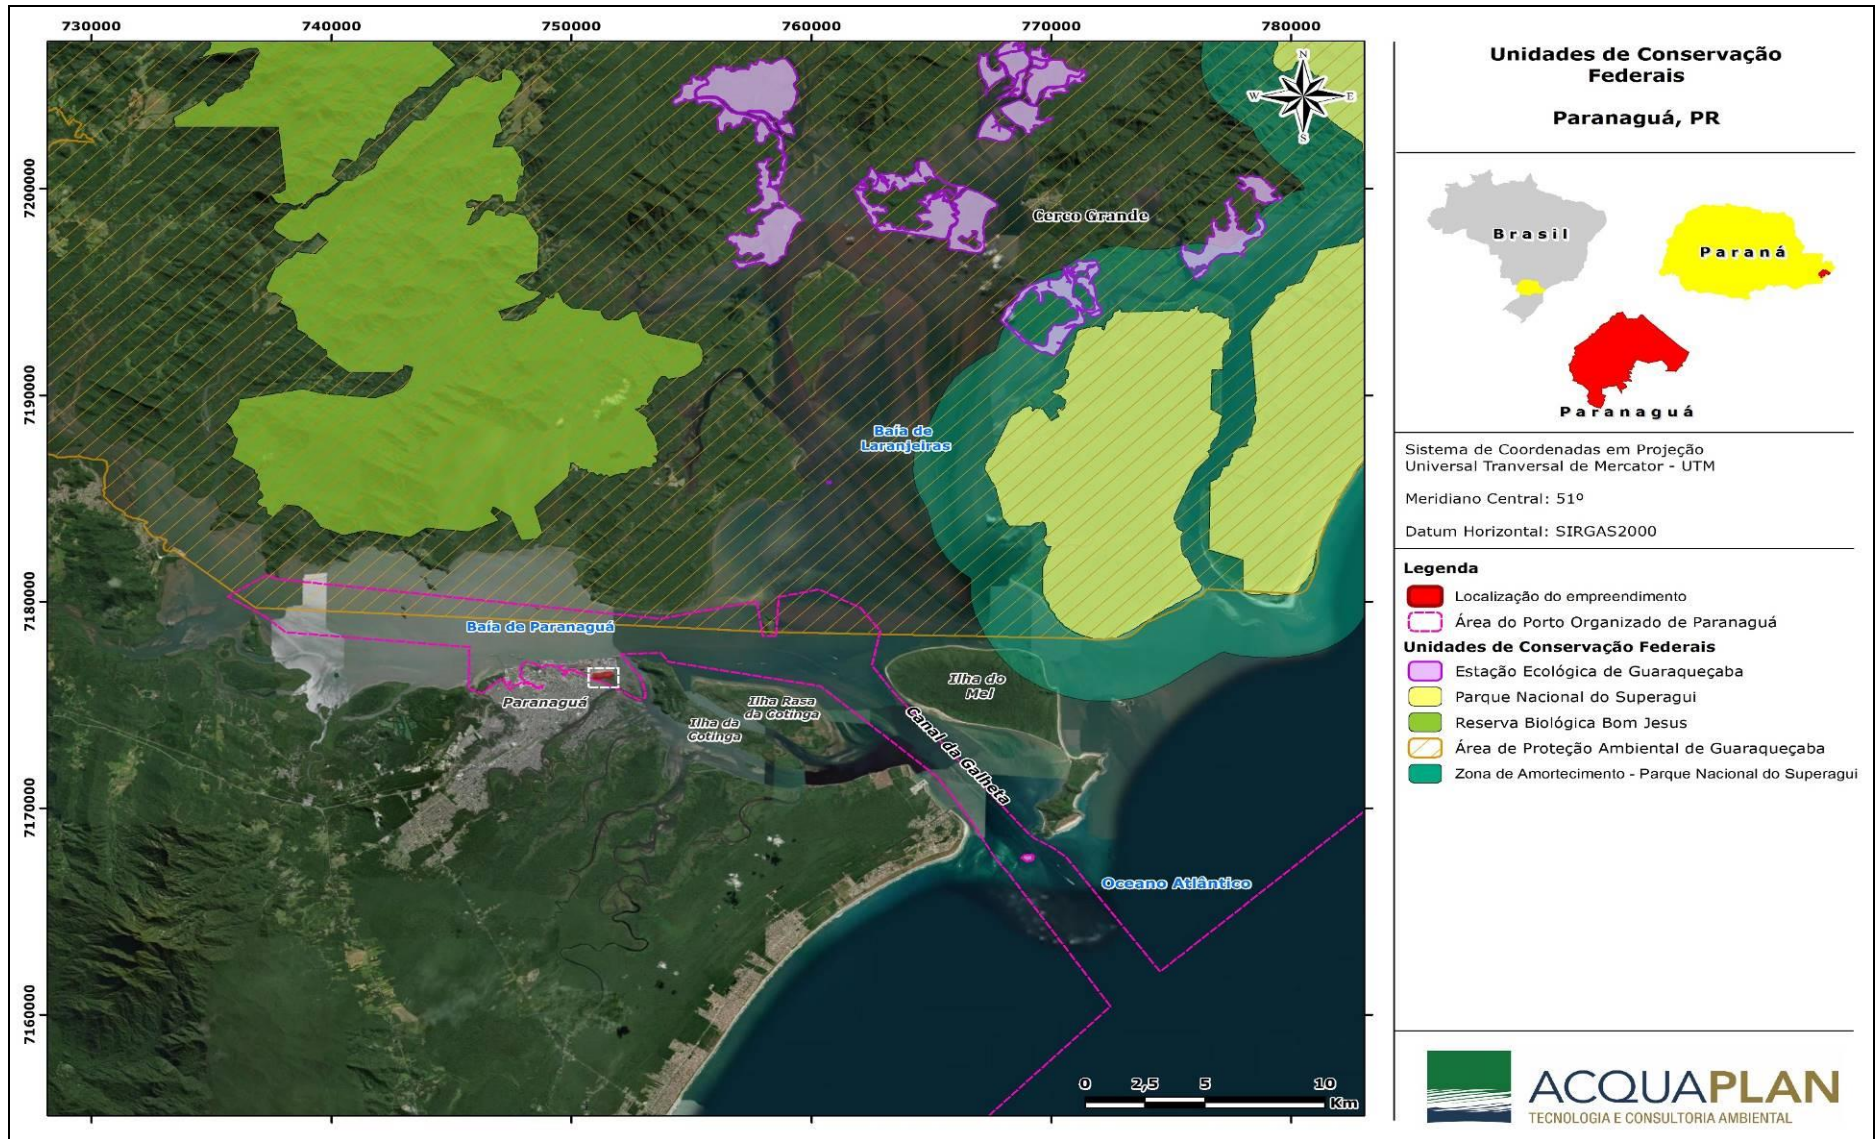 730000
740000
750000
760000
770000
780000
7200000
7190000
7180000
7170000
7160000
N
W
E
S
Cerco Grande
Baía de
Laranjeiras
Baía de Paranaguá
Paranaguá
Ilha da
Cotinga
Ilha Rasa
da Cotinga
Ilha do
Mel
Canal da Galheta
Oceano Atlântico
0
2,5
5
10
Km
Unidades de Conservação
Federais
Paranaguá, PR
Brasil
Paraná
Paranaguá
Sistema de Coordenadas em Projeção
Universal Tranversal de Mercator - UTM
Meridiano Central: 51º
Datum Horizontal: SIRGAS2000
Legenda
Localização do empreendimento
Área do Porto Organizado de Paranaguá
Unidades de Conservação Federais
Estação Ecológica de Guaraqueçaba
Parque Nacional do Superagui
Reserva Biológica Bom Jesus
Área de Proteção Ambiental de Guaraqueçaba
Zona de Amortecimento - Parque Nacional do Superagui
ACQUAPLAN
TECNOLOGIA E CONSULTORIA AMBIENTAL